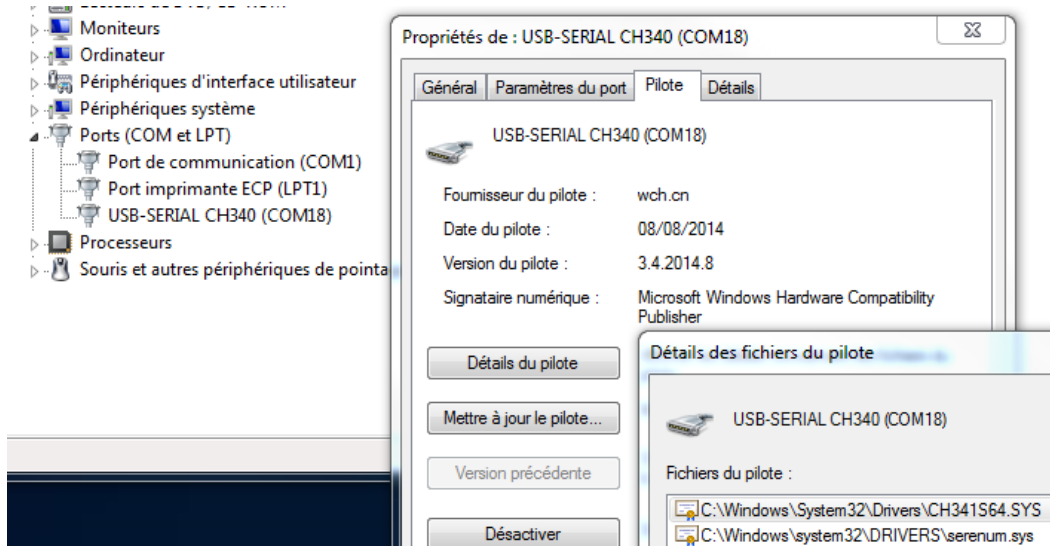 Moniteurs
Ordinateur
Périphériques d'interface utilisateur
Périphériques système
Ports (COM et LPT)
Port de communication (COM1)
Port imprimante ECP (LPT1)
USB-SERIAL CH340 (COM18)
Processeurs
Souris et autres périphériques de pointa
Propriétés de : USB-SERIAL CH340 (COM18)
Général Paramètres du port Pilote Détails
USB-SERIAL CH340 (COM18)
Fournisseur du pilote : wch.cn
Date du pilote : 08/08/2014
Version du pilote : 3.4.2014.8
Signataire numérique : Microsoft Windows Hardware Compatibility
Publisher
Détails du pilote
Mettre à jour le pilote...
Version précédente
Désactiver
Détails des fichiers du pilote
USB-SERIAL CH340 (COM18)
Fichiers du pilote :
C:\Windows\System32\Drivers\CH341S64.SYS
C:\Windows\system32\DRIVERS\serenum.sys